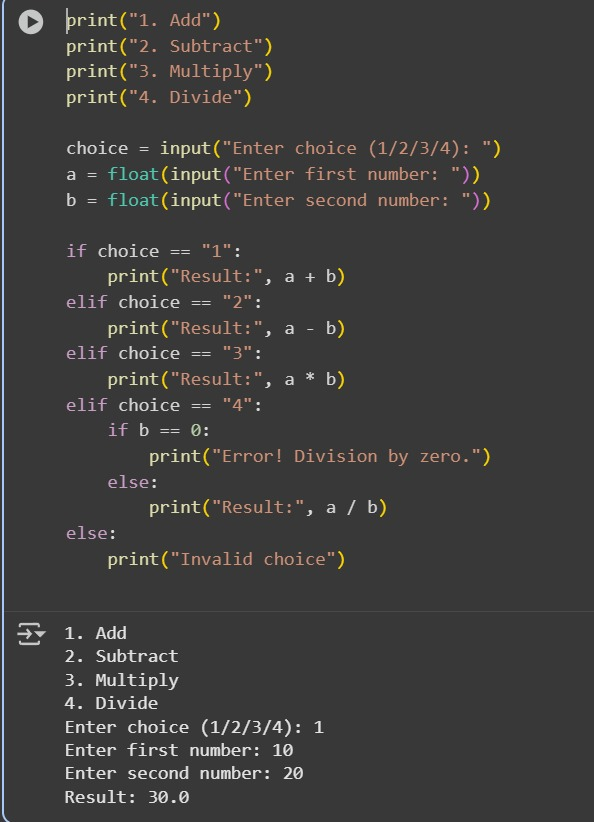 print("1. Add")
print("2. Subtract")
print("3. Multiply")
print("4. Divide")

choice = input("Enter choice (1/2/3/4): ")
a = float(input("Enter first number: "))
b = float(input("Enter second number: "))

if choice == "1":
    print("Result:", a + b)
elif choice == "2":
    print("Result:", a - b)
elif choice == "3":
    print("Result:", a * b)
elif choice == "4":
    if b == 0:
        print("Error! Division by zero.")
    else:
        print("Result:", a / b)
else:
    print("Invalid choice")

1. Add
2. Subtract
3. Multiply
4. Divide
Enter choice (1/2/3/4): 1
Enter first number: 10
Enter second number: 20
Result: 30.0